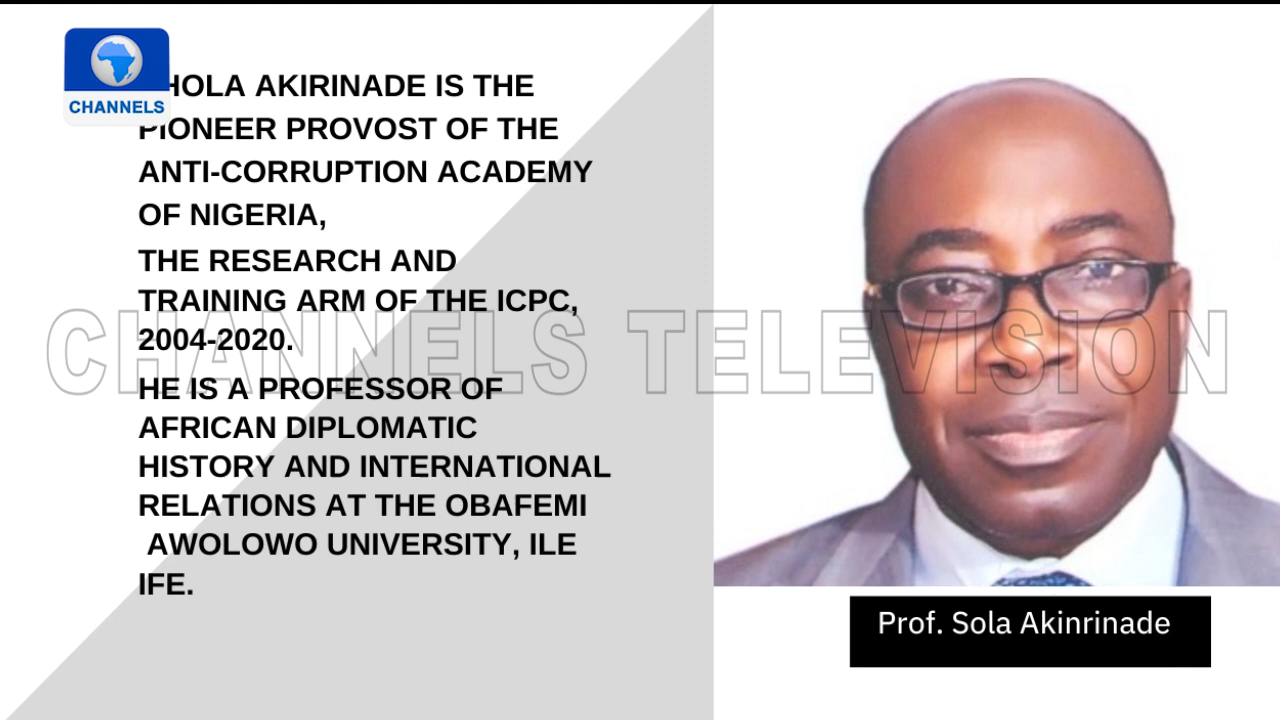 CHANNELS
HOLA AKIRINADE IS THE
PIONEER PROVOST OF THE
ANTI-CORRUPTION ACADEMY
OF NIGERIA,
THE RESEARCH AND
TRAINING ARM OF THE ICPC,
2004-2020.
HE IS A PROFESSOR OF
AFRICAN DIPLOMATIC
HISTORY AND INTERNATIONAL
RELATIONS AT THE OBAFEMI
AWOLOWO UNIVERSITY, ILE
IFE.
CHANNELS TELEVISION
Prof. Sola Akinrinade